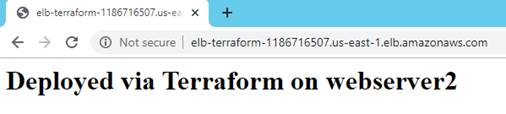 elb-terraform-1186716507.us-eas
Not secure | elb-terraform-1186716507.us-east-1.elb.amazonaws.com
Deployed via Terraform on webserver2